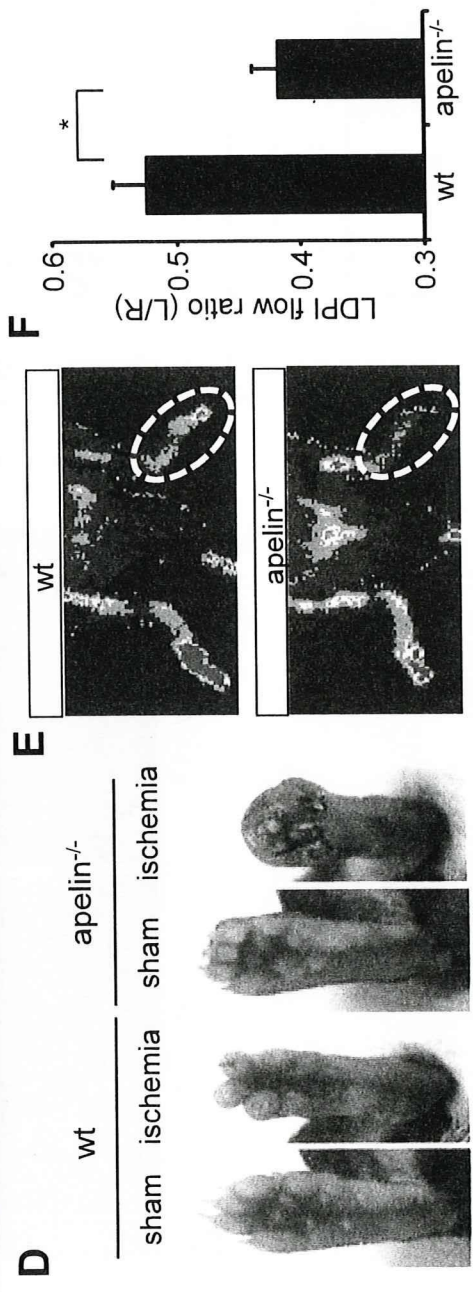 D
wt
apelin-/-
sham ischemia
sham ischemia
E
wt
apelin-/-
F
LDPI flow ratio (L/R)
0.6
0.5
0.4
0.3
*
wt
apelin-/-